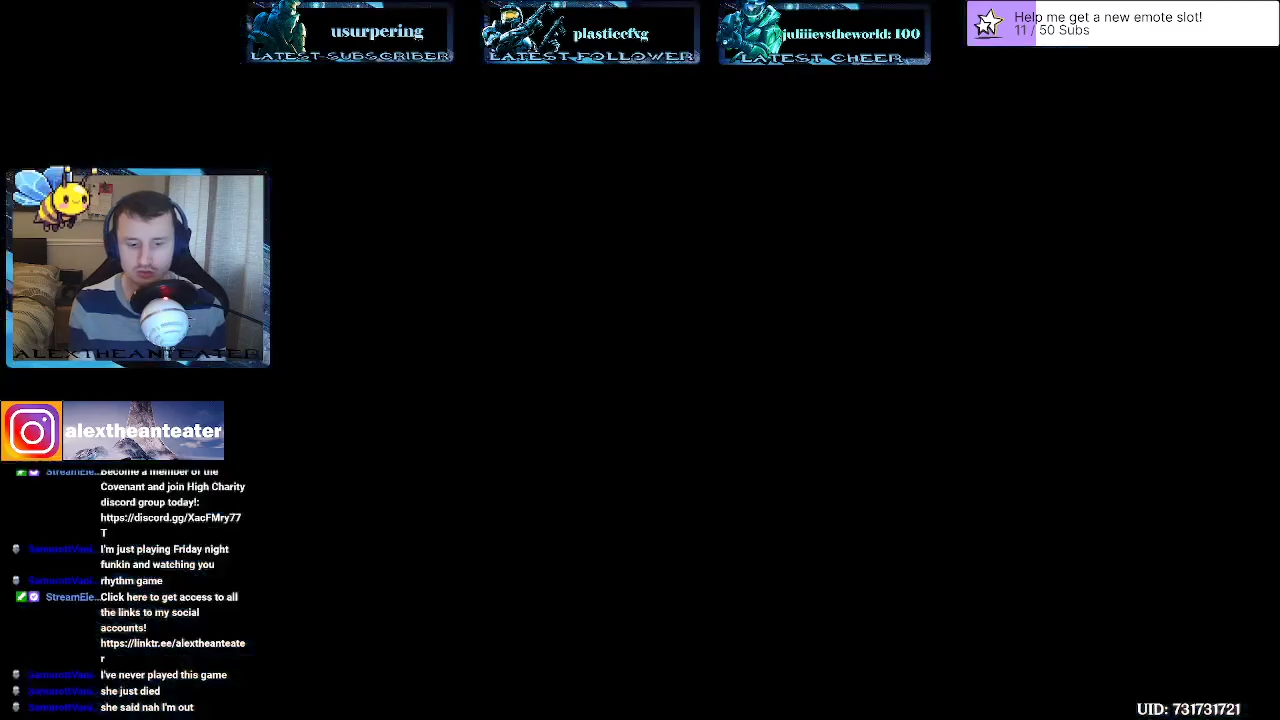 usurpering
LATEST SUBSCRIBER
plasticefxg
LATEST FOLLOWER
juliiievstheworld: 100
LATEST CHEER
Help me get a new emote slot!
11 / 50 Subs
ALEXTHEANTEATER
alextheanteater
StreamEle... Become a member of the
Covenant and join High Charity
discord group today!:
https://discord.gg/XacFMry77
T
I'm just playing Friday night
funkin and watching you
rhythm game
StreamEle... Click here to get access to all
the links to my social
accounts!
https://linktr.ee/alextheanteate
r
I've never played this game
she just died
she said nah I'm out
UID: 731731721